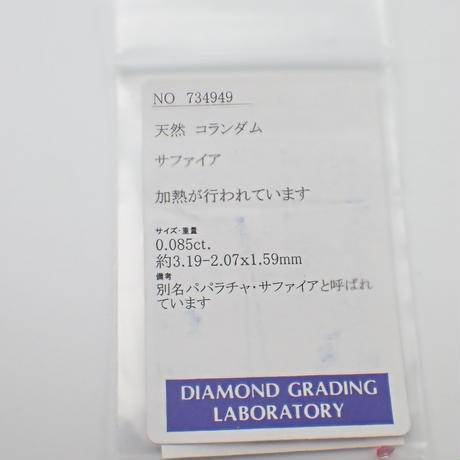 NO 734949
天然 コランダム
サファイア
加熱が行われています
サイズ・重量
0.085ct.
約3.19-2.07x1.59mm
備考
別名パパラチャ・サファイアと呼ばれ
ています
DIAMOND GRADING
LABORATORY